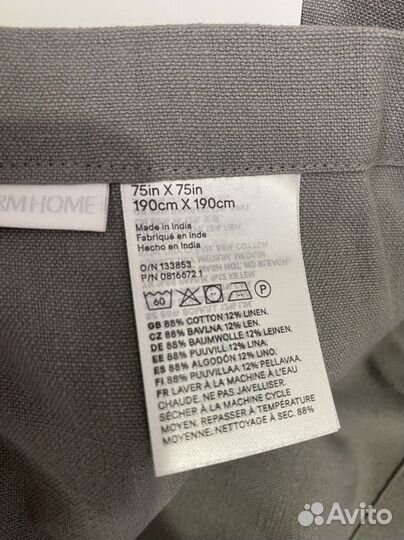 RM HOME
75in X 75in
190cm X 190cm
Made in India
Fabriqué en Inde
Hecho en India
O/N 133853
P/N 0816672.1
60 P
GB 88% COTTON 12% LINEN.
CZ 88% BAVLNA 12% LEN.
DE 88% BAUMWOLLE 12% LEINEN.
EE 88% PUUVILL 12% LINA.
ES 88% ALGODÓN 12% LINO.
FI 88% PUUVILLAA 12% PELLAVAA.
FR LAVER À LA MACHINE À L'EAU
CHAUDE. NE PAS JAVELLISER.
SÉCHER À LA MACHINE CYCLE
MOYEN. REPASSER À TEMPÉRATURE
MOYENNE. NETTOYAGE À SEC. 88%
Avito